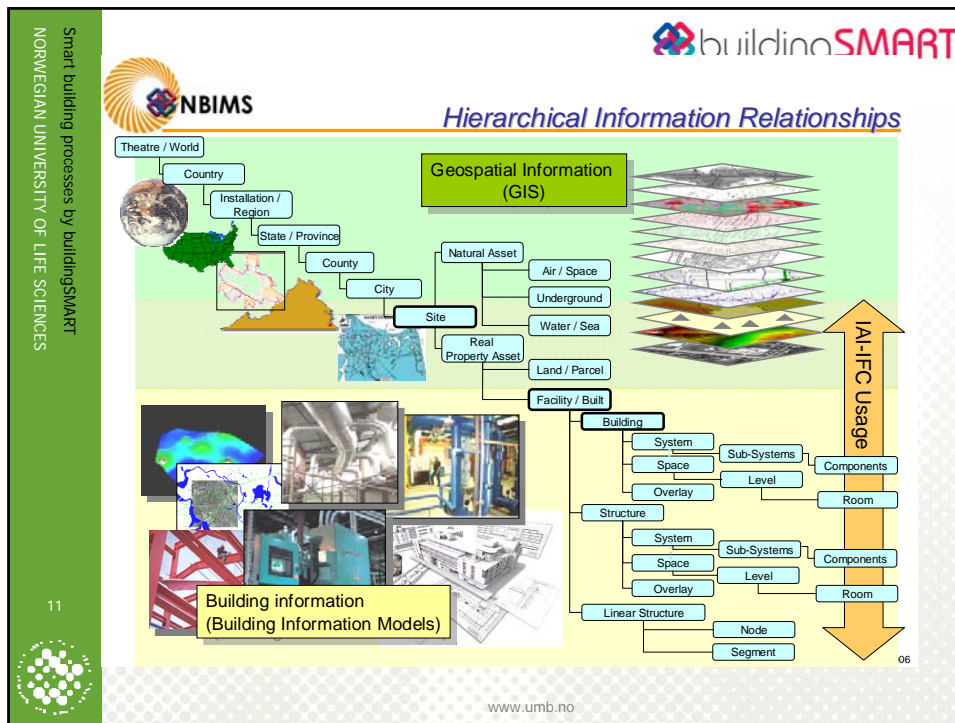 Smart building processes by buildingSMART
NORWEGIAN UNIVERSITY OF LIFE SCIENCES
11
buildingSMART
NBIMS
Hierarchical Information Relationships
Theatre / World
Country
Installation /
Region
State / Province
County
City
Site
Geospatial Information
(GIS)
Natural Asset
Air / Space
Underground
Water / Sea
Real
Property Asset
Land / Parcel
Facility / Built
Building
System
Sub-Systems
Components
Space
Level
Room
Overlay
Structure
System
Sub-Systems
Components
Space
Level
Room
Overlay
Linear Structure
Node
Segment
IAI-IFC Usage
Building information
(Building Information Models)
06
www.umb.no